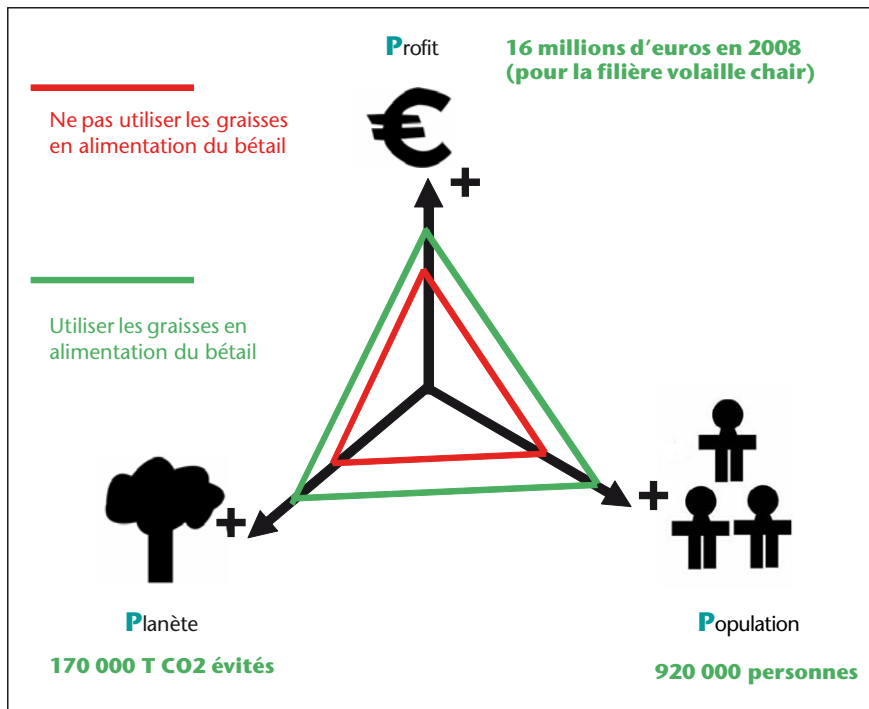 Profit
16 millions d'euros en 2008
(pour la filière volaille chair)
Ne pas utiliser les graisses
en alimentation du bétail
+
Utiliser les graisses en
alimentation du bétail
+
+
Planète
170 000 T CO2 évités
Population
920 000 personnes